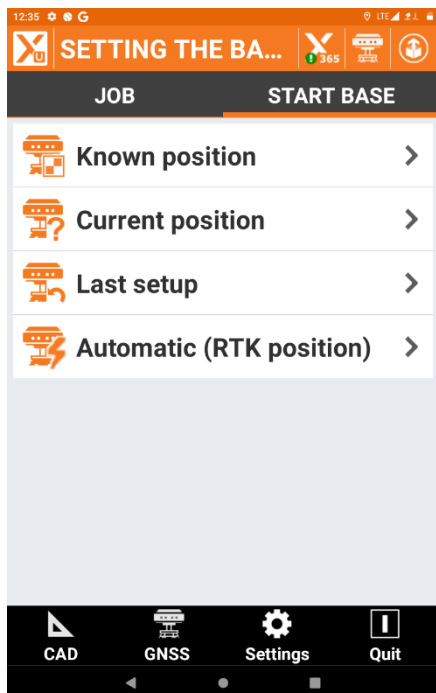 12:35 G LTE
SETTING THE BA... 365
JOB START BASE
Known position
Current position
Last setup
Automatic (RTK position)
CAD GNSS Settings Quit